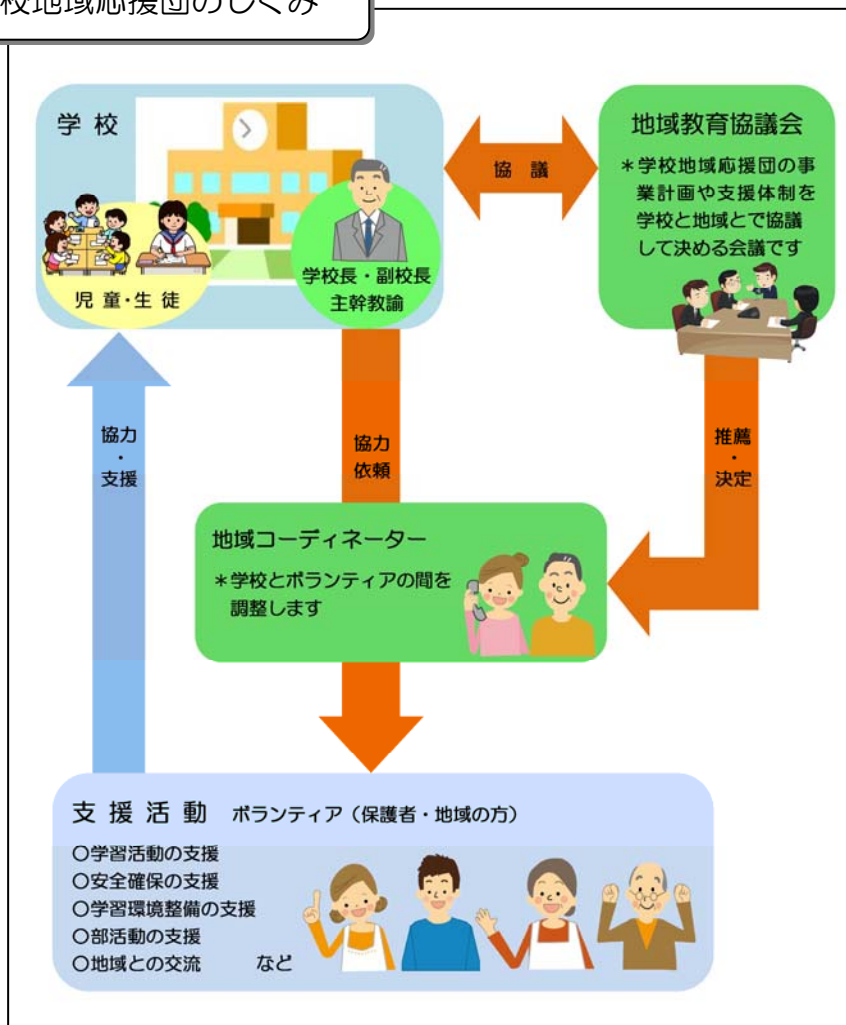 校地域応援団のしくみ
学 校
児 童・生 徒
学校長・副校長
主幹教諭
協 議
地域教育協議会
＊学校地域応援団の事
業計画や支援体制を
学校と地域とで協議
して決める会議です
協力
・
支援
協力
依頼
推薦
・
決定
地域コーディネーター
＊学校とボランティアの間を
調整します
支 援 活 動 ボランティア（保護者・地域の方）
○学習活動の支援
○安全確保の支援
○学習環境整備の支援
○部活動の支援
○地域との交流 など